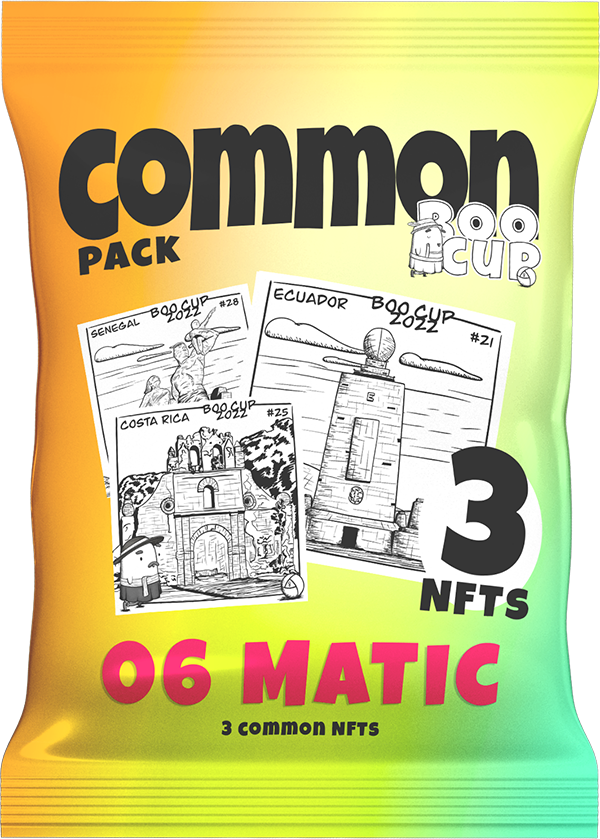 COMMON
PACK
BOO
CUP
SENEGAL BOO CUP 2022 #28
ECUADOR BOO CUP 2022 #21
E
COSTA RICA BOO CUP 2022 #25
3
NFTS
06 MATIC
3 COMMON NFTS